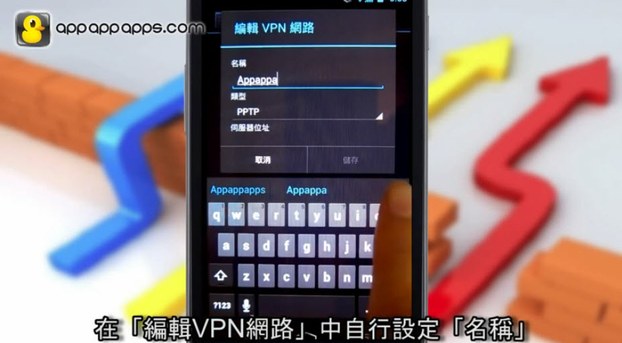 appappapps.com
編輯 VPN 網路
名稱
Appappa
類型
PPTP
伺服器位址
取消 儲存
Appappapps Appappa
q w e r t y u i
a s d f g h j k
z x c v b n m
?123
在「編輯VPN網路」中自行設定「名稱」